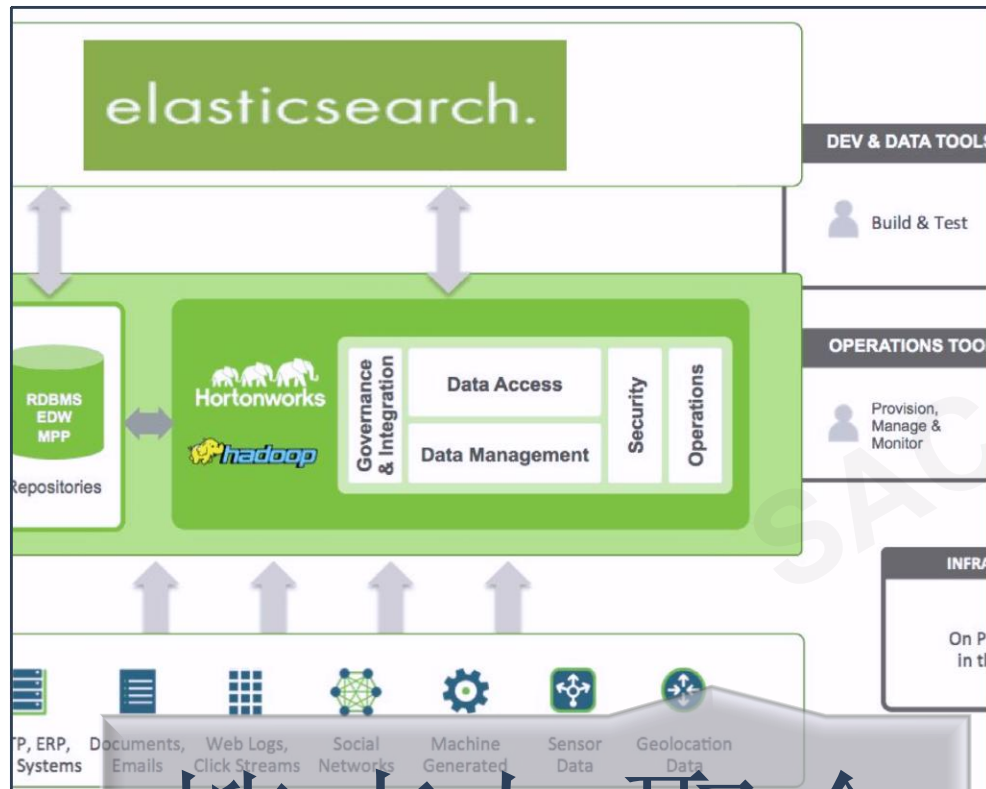 elasticsearch.
DEV & DATA TOOLS
Build & Test
RDBMS
EDW
MPP
Repositories
Hortonworks
hadoop
Governance
& Integration
Data Access
Data Management
Security
Operations
OPERATIONS TOO
Provision,
Manage &
Monitor
SAC
INFRA
On P
in th
TP, ERP,
Systems
Documents,
Emails
Web Logs,
Click Streams
Social
Networks
Machine
Generated
Sensor
Data
Geolocation
Data